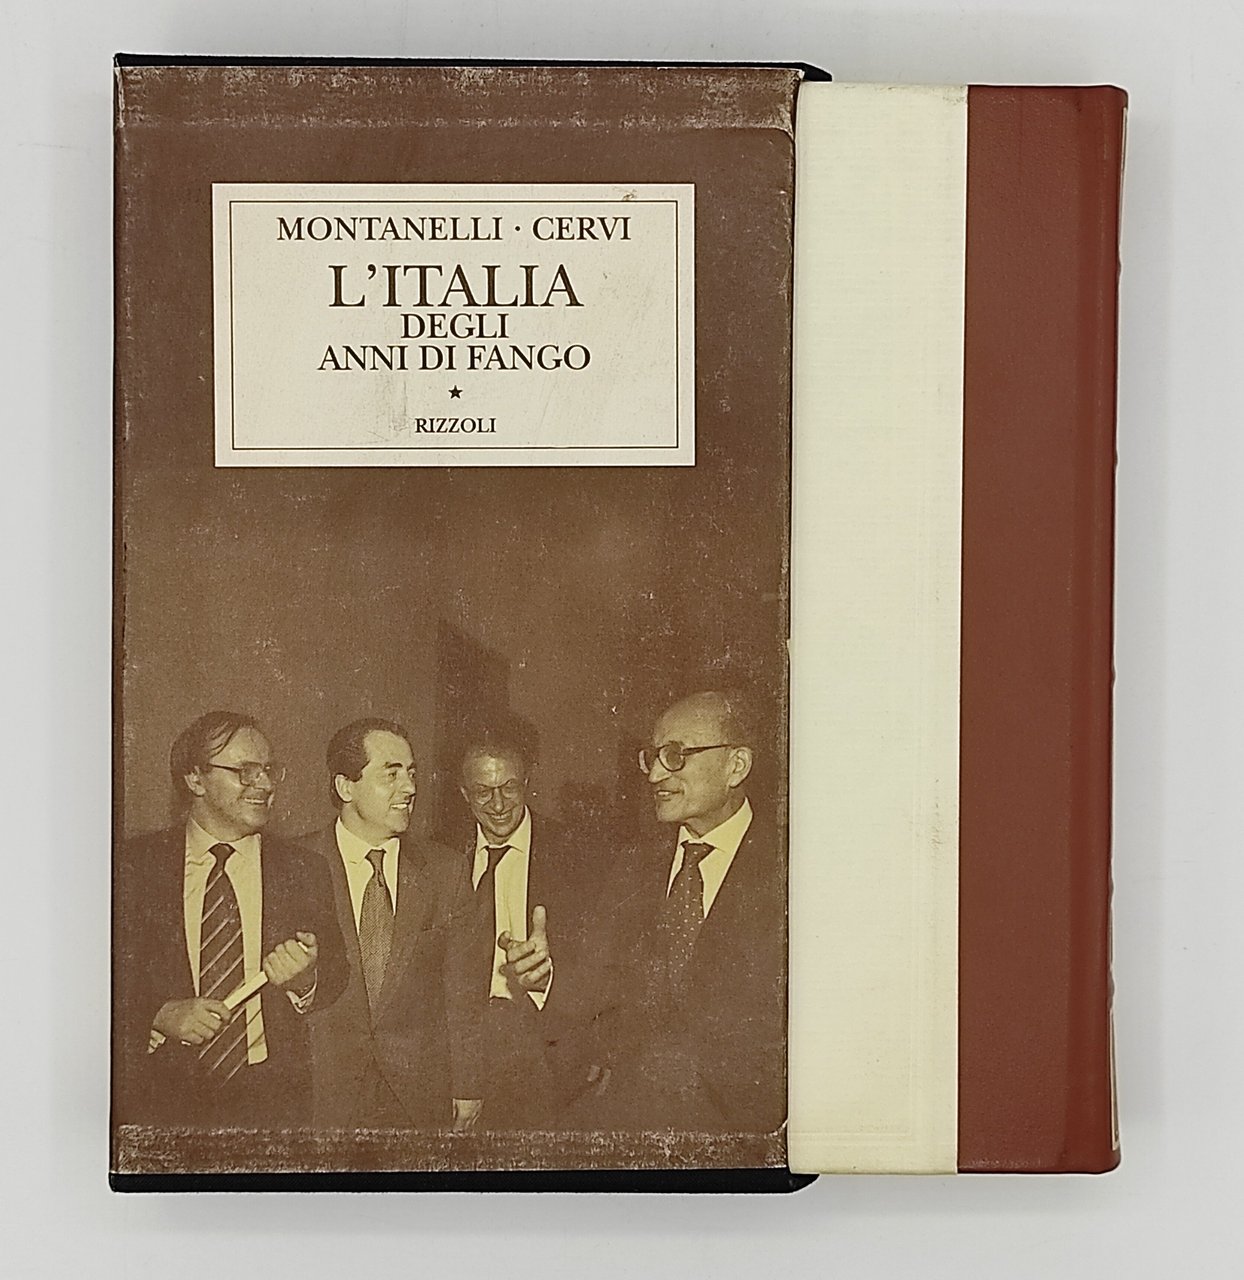 MONTANELLI · CERVI
L'ITALIA
DEGLI
ANNI DI FANGO
★
RIZZOLI